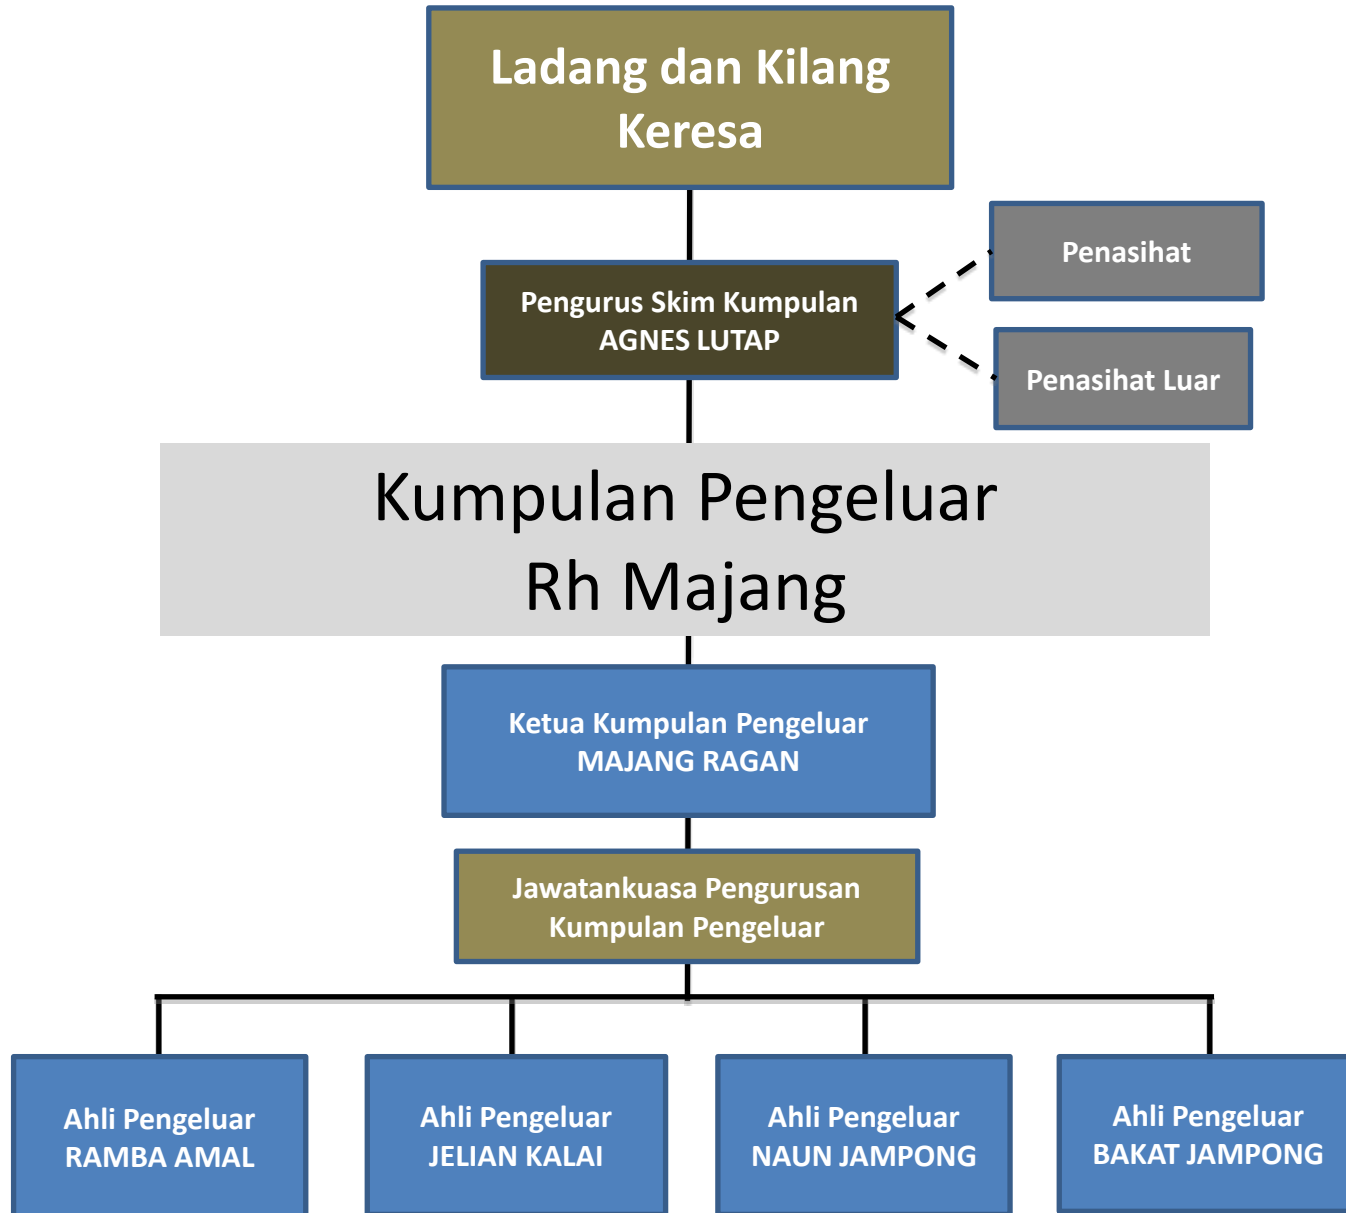 Ladang dan Kilang
Keresa
Penasihat
Pengurus Skim Kumpulan
AGNES LUTAP
Penasihat Luar
Kumpulan Pengeluar
Rh Majang
Ketua Kumpulan Pengeluar
MAJANG RAGAN
Jawatankuasa Pengurusan
Kumpulan Pengeluar
Ahli Pengeluar
RAMBA AMAL
Ahli Pengeluar
JELIAN KALAI
Ahli Pengeluar
NAUN JAMPONG
Ahli Pengeluar
BAKAT JAMPONG